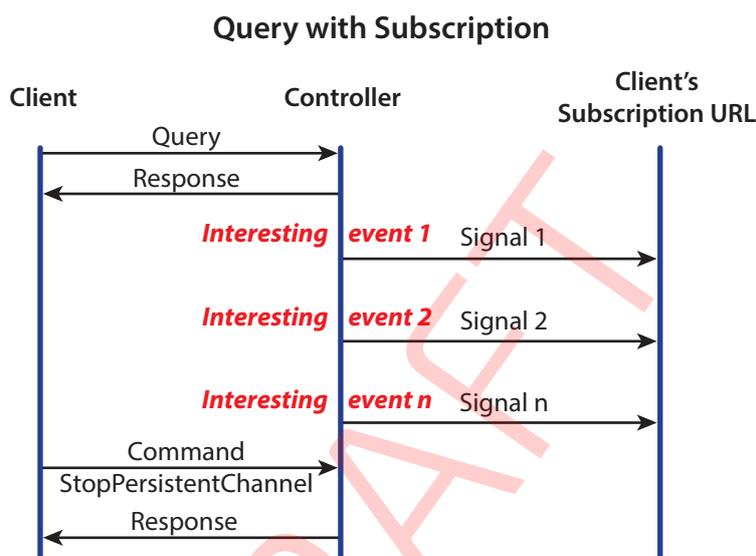 Query with Subscription
Client
Controller
Client's
Subscription URL
Query
Response
Interesting event 1 Signal 1
Interesting event 2 Signal 2
Interesting event n Signal n
Command
StopPersistentChannel
Response
DRAFT